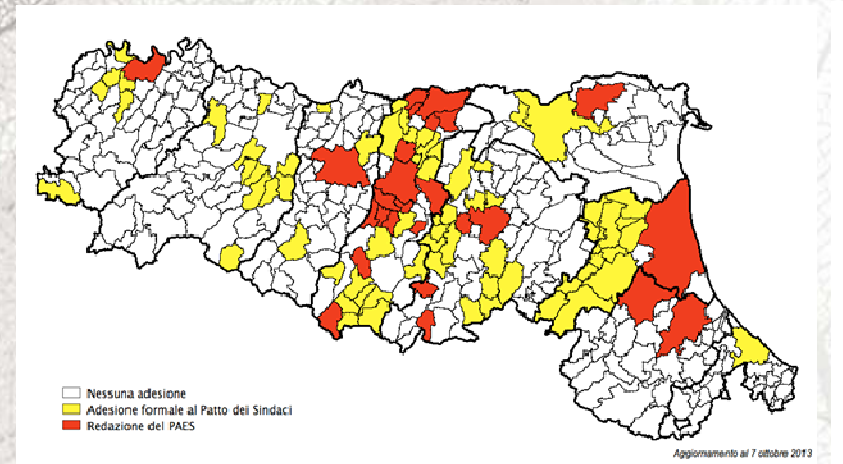 Nessuna adesione
Adesione formale al Patto dei Sindaci
Redazione del PAES
Aggiornamento al 7 ottobre 2013